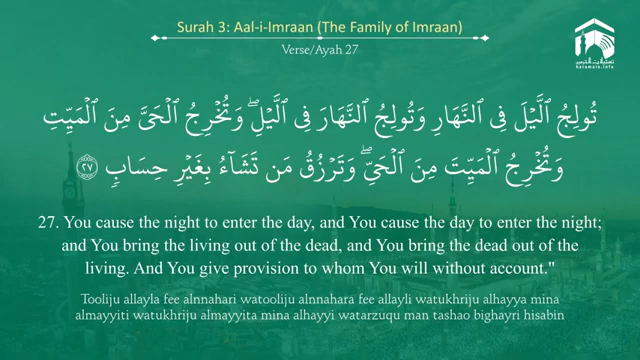 Surah 3: Aal-i-Imraan (The Family of Imraan)
Verse/Ayah 27
haramain.info
تُولِجُ ٱلَّيْلَ فِى ٱلنَّهَارِ وَتُولِجُ ٱلنَّهَارَ فِى ٱلَّيْلِ ۖ وَتُخْرِجُ ٱلْحَىَّ مِنَ ٱلْمَيِّتِ
وَتُخْرِجُ ٱلْمَيِّتَ مِنَ ٱلْحَىِّ ۖ وَتَرْزُقُ مَن تَشَآءُ بِغَيْرِ حِسَابٍ ٢٧
27. You cause the night to enter the day, and You cause the day to enter the night;
and You bring the living out of the dead, and You bring the dead out of the
living. And You give provision to whom You will without account."
Tooliju allayla fee alnnahari watooliju alnnahara fee allayli watukhriju alhayya mina
almayyiti watukhriju almayyita mina alhayyi watarzuqu man tashao bighayri hisabin